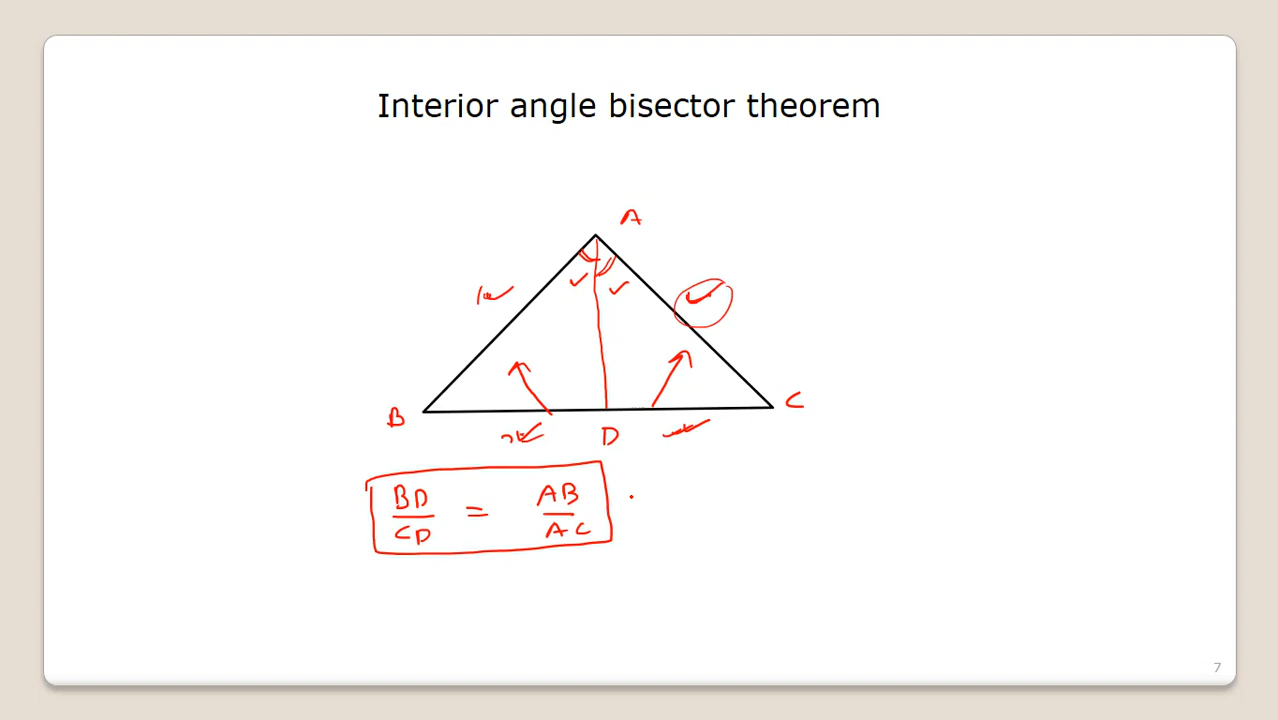 Interior angle bisector theorem
A
B
C
D
BD = AB
CD AC
7